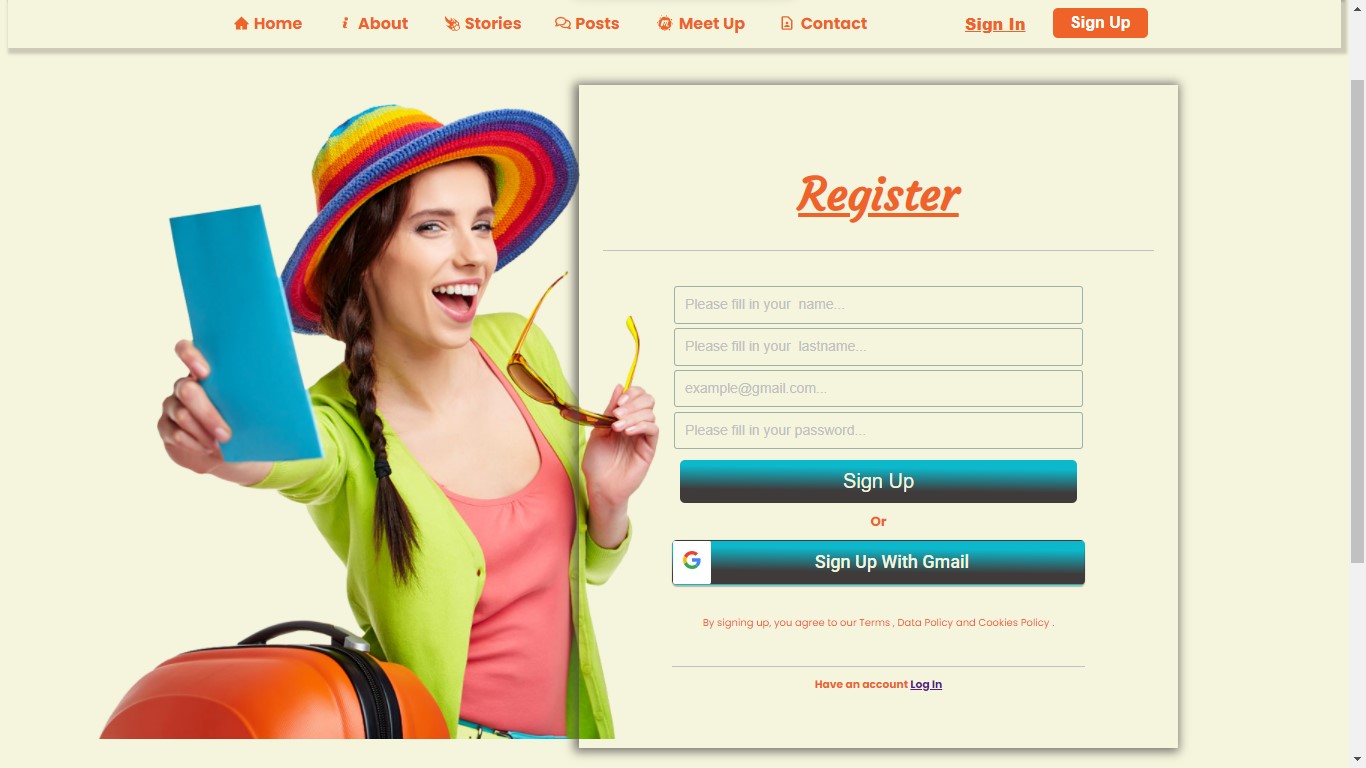 Home About Stories Posts Meet Up Contact Sign In Sign Up
Register
Please fill in your  name...
Please fill in your  lastname...
example@gmail.com...
Please fill in your password...
Sign Up
Or
G Sign Up With Gmail
By signing up, you agree to our Terms , Data Policy and Cookies Policy .
Have an account Log In